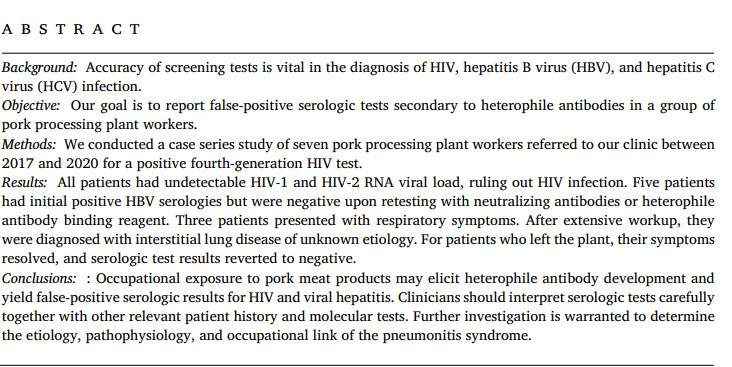 A B S T R A C T
Background: Accuracy of screening tests is vital in the diagnosis of HIV, hepatitis B virus (HBV), and hepatitis C
virus (HCV) infection.
Objective: Our goal is to report false-positive serologic tests secondary to heterophile antibodies in a group of
pork processing plant workers.
Methods: We conducted a case series study of seven pork processing plant workers referred to our clinic between
2017 and 2020 for a positive fourth-generation HIV test.
Results: All patients had undetectable HIV-1 and HIV-2 RNA viral load, ruling out HIV infection. Five patients
had initial positive HBV serologies but were negative upon retesting with neutralizing antibodies or heterophile
antibody binding reagent. Three patients presented with respiratory symptoms. After extensive workup, they
were diagnosed with interstitial lung disease of unknown etiology. For patients who left the plant, their symptoms
resolved, and serologic test results reverted to negative.
Conclusions: : Occupational exposure to pork meat products may elicit heterophile antibody development and
yield false-positive serologic results for HIV and viral hepatitis. Clinicians should interpret serologic tests carefully
together with other relevant patient history and molecular tests. Further investigation is warranted to determine
the etiology, pathophysiology, and occupational link of the pneumonitis syndrome.